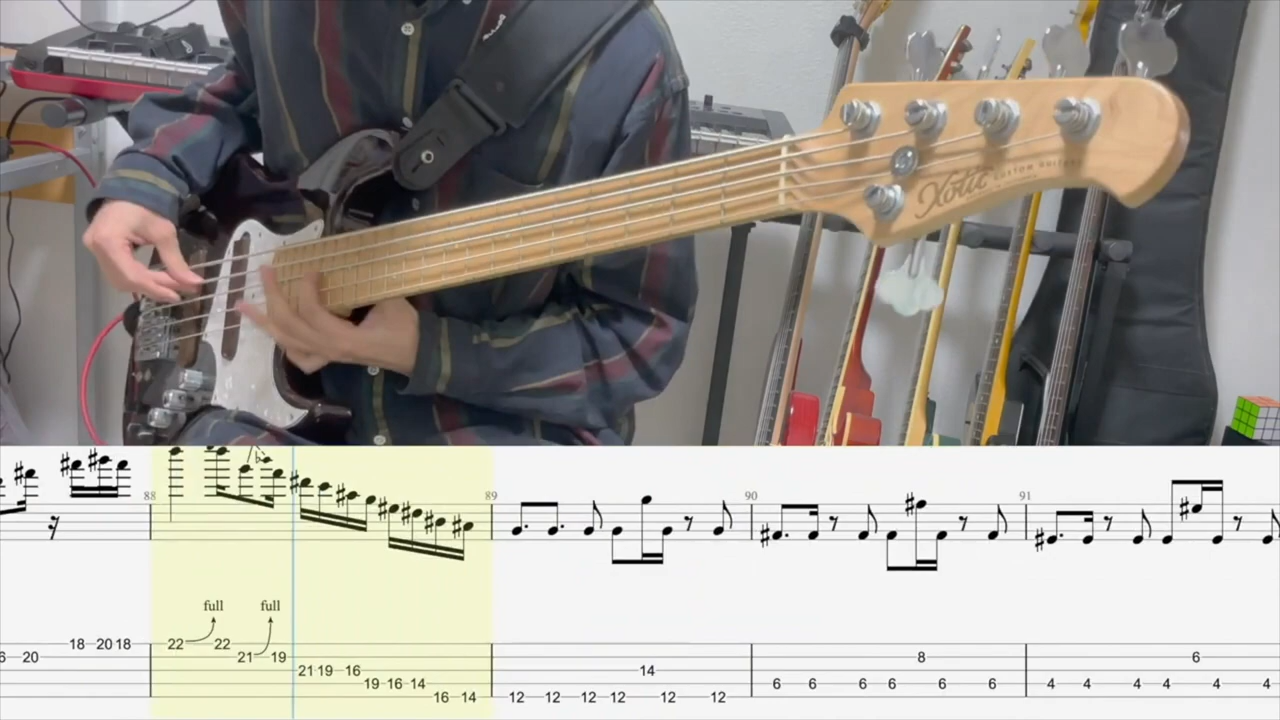 Xotic CUSTOM GUITARS
88 89 90 91
full full
22 22 18 20 18
6 20 21 19 8 6
21 19 16 14
19 16 14 6 6 6 6 6 6 4 4 4 4 4 4
16 14 12 12 12 12 12 12